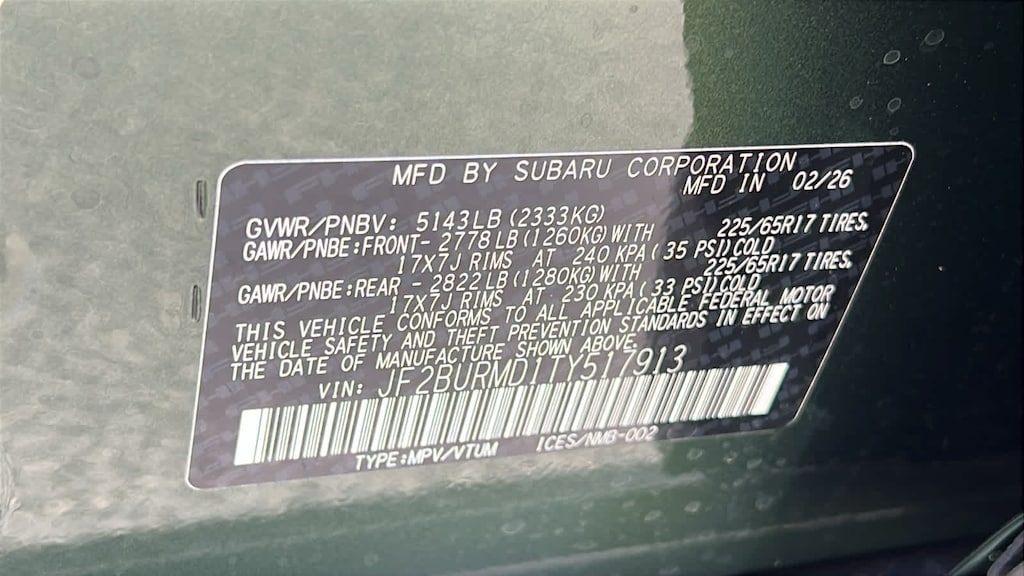 MFD BY SUBARU CORPORATION
MFD IN 02/26
GVWR/PNBV: 5143LB (2333KG)
GAWR/PNBE:FRONT- 2778 LB (1260KG) WITH 225/65R17 TIRES,
17X7J RIMS AT 240 KPA ( 35 PSI) COLD
GAWR/PNBE:REAR - 2822 LB (1280KG) WITH 225/65R17 TIRES,
17X7J RIMS AT 230 KPA ( 33 PSI) COLD
THIS VEHICLE CONFORMS TO ALL APPLICABLE FEDERAL MOTOR
VEHICLE SAFETY AND THEFT PREVENTION STANDARDS IN EFFECT ON
THE DATE OF MANUFACTURE SHOWN ABOVE.
VIN: JF2BURMD1TY517913
TYPE:MPV/VTUM ICES/NMB-002